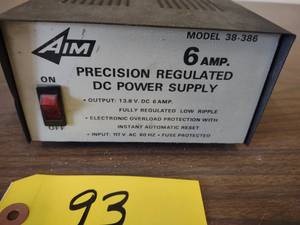 AIM
MODEL 38-386
6 AMP.
PRECISION REGULATED
DC POWER SUPPLY
ON
• OUTPUT: 13.8 V. DC 6 AMP.
FULLY REGULATED LOW RIPPLE
• ELECTRONIC OVERLOAD PROTECTION WITH
INSTANT AUTOMATIC RESET
• INPUT: 117 V AC 60 HZ • FUSE PROTECTED
93